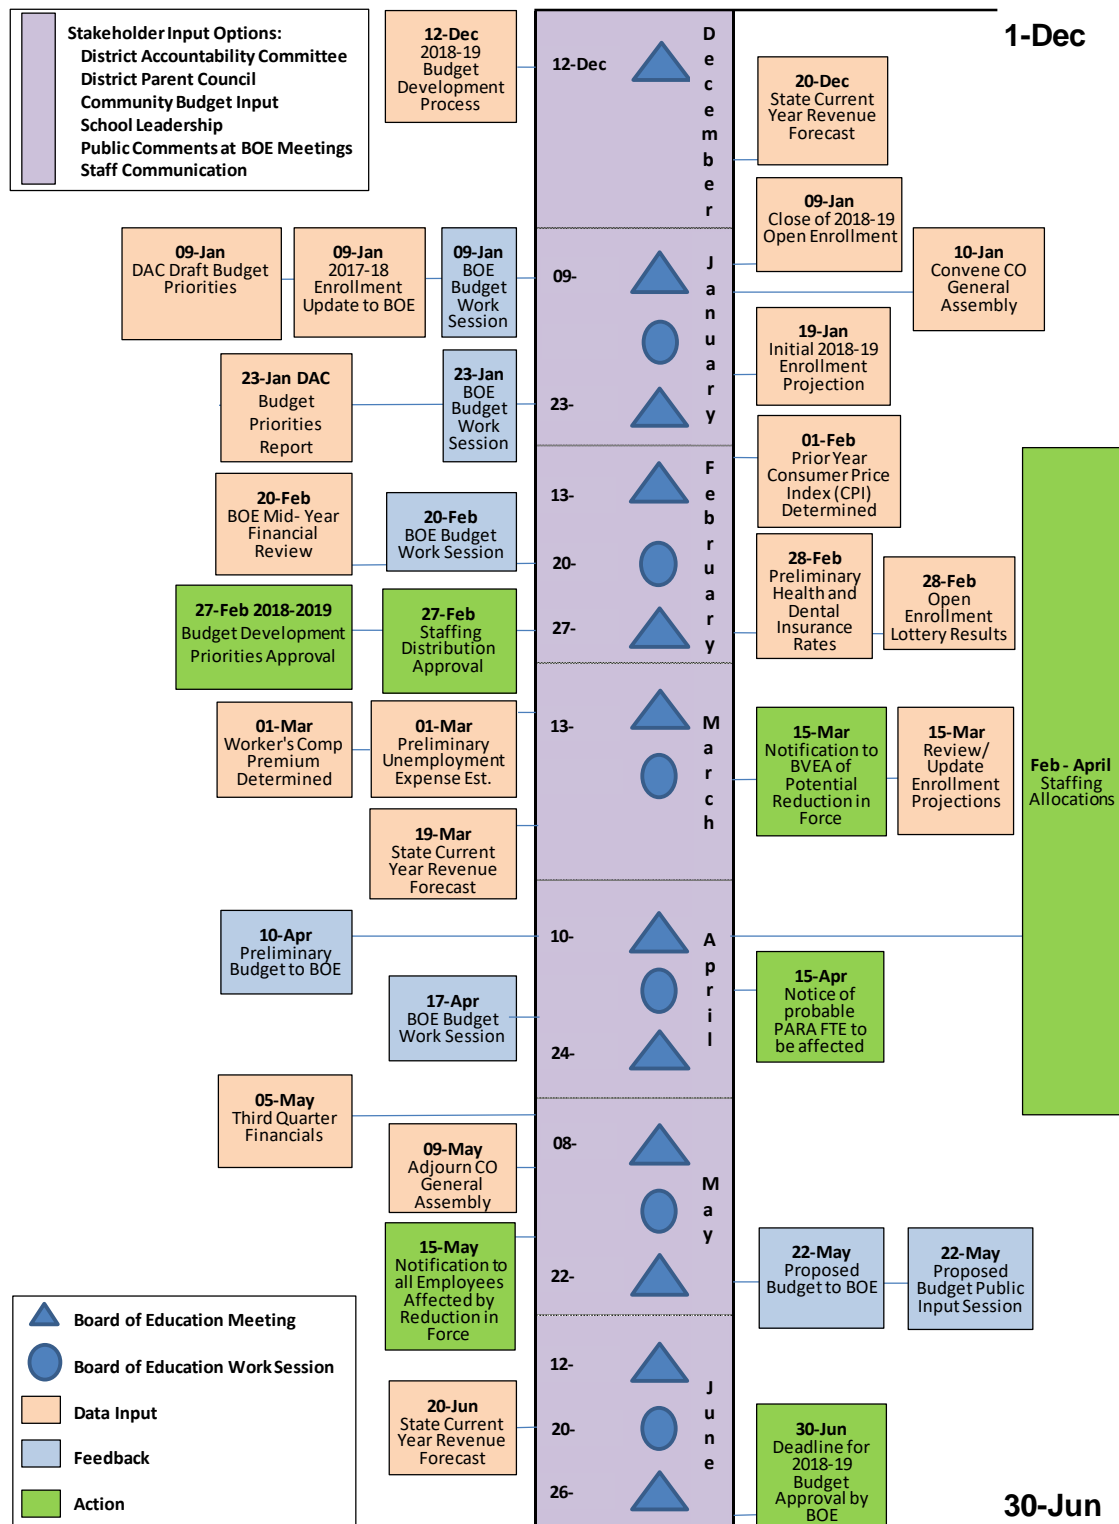 Stakeholder Input Options:
District Accountability Committee
District Parent Council
Community Budget Input
School Leadership
Public Comments at BOE Meetings
Staff Communication
12-Dec
2018-19
Budget
Development
Process
12-Dec
December
1-Dec
20-Dec
State Current
Year Revenue
Forecast
09-Jan
Close of 2018-19
Open Enrollment
10-Jan
Convene CO
General
Assembly
09-Jan
DAC Draft Budget
Priorities
09-Jan
2017-18
Enrollment
Update to BOE
09-Jan
BOE
Budget
Work
Session
09-
January
19-Jan
Initial 2018-19
Enrollment
Projection
23-Jan DAC
Budget
Priorities
Report
23-Jan
BOE
Budget
Work
Session
23-
01-Feb
Prior Year
Consumer Price
Index (CPI)
Determined
13-
February
20-Feb
BOE Mid- Year
Financial
Review
20-Feb
BOE Budget
Work Session
20-
28-Feb
Preliminary
Health and
Dental
Insurance
Rates
28-Feb
Open
Enrollment
Lottery Results
27-Feb 2018-2019
Budget Development
Priorities Approval
27-Feb
Staffing
Distribution
Approval
27-
Feb - April
Staffing
Allocations
01-Mar
Worker's Comp
Premium
Determined
01-Mar
Preliminary
Unemployment
Expense Est.
13-
March
15-Mar
Notification to
BVEA of
Potential
Reduction in
Force
15-Mar
Review/
Update
Enrollment
Projections
19-Mar
State Current
Year Revenue
Forecast
10-Apr
Preliminary
Budget to BOE
10-
April
17-Apr
BOE Budget
Work Session
15-Apr
Notice of
probable
PARA FTE to
be affected
24-
05-May
Third Quarter
Financials
08-
May
09-May
Adjourn CO
General
Assembly
15-May
Notification to
all Employees
Affected by
Reduction in
Force
22-
22-May
Proposed
Budget to BOE
22-May
Proposed
Budget Public
Input Session
Board of Education Meeting
Board of Education Work Session
Data Input
Feedback
Action
12-
June
20-Jun
State Current
Year Revenue
Forecast
20-
30-Jun
Deadline for
2018-19
Budget
Approval by
BOE
26-
30-Jun